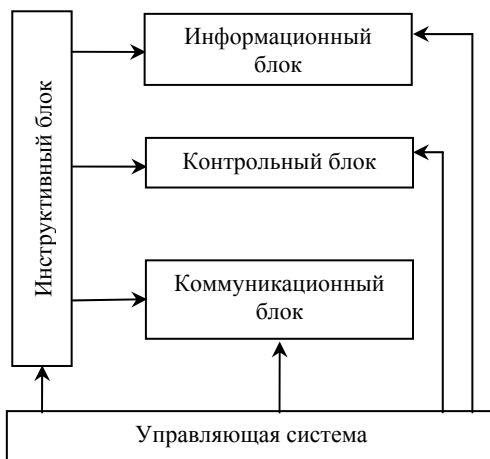 Инструктивный блок
Информационный
блок
Контрольный блок
Коммуникационный
блок
Управляющая система